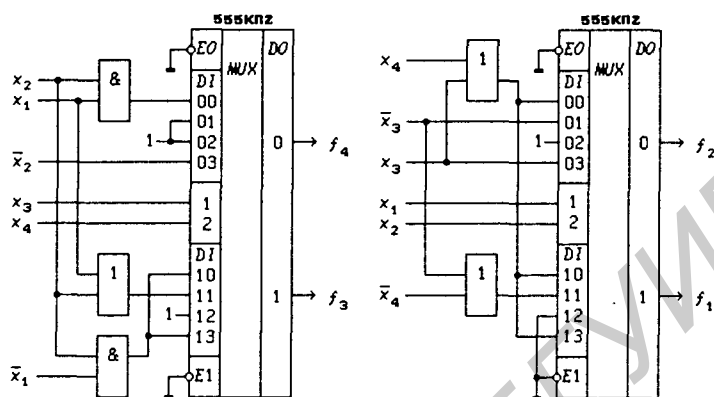 555КП2
E0
DO
MUX
DI
x₂
x₁
&
00
01
1
02
0
f₄
x̄₂
03
x₃
1
x₄
2
DI
1
10
11
1
f₃
1
12
&
13
x̄₁
E1
555КП2
E0
DO
MUX
x₄
1
DI
00
x̄₃
01
1
02
0
f₂
x₃
03
x₁
1
x₂
2
DI
1
10
x̄₄
11
1
f₁
12
13
E1
БГУИР